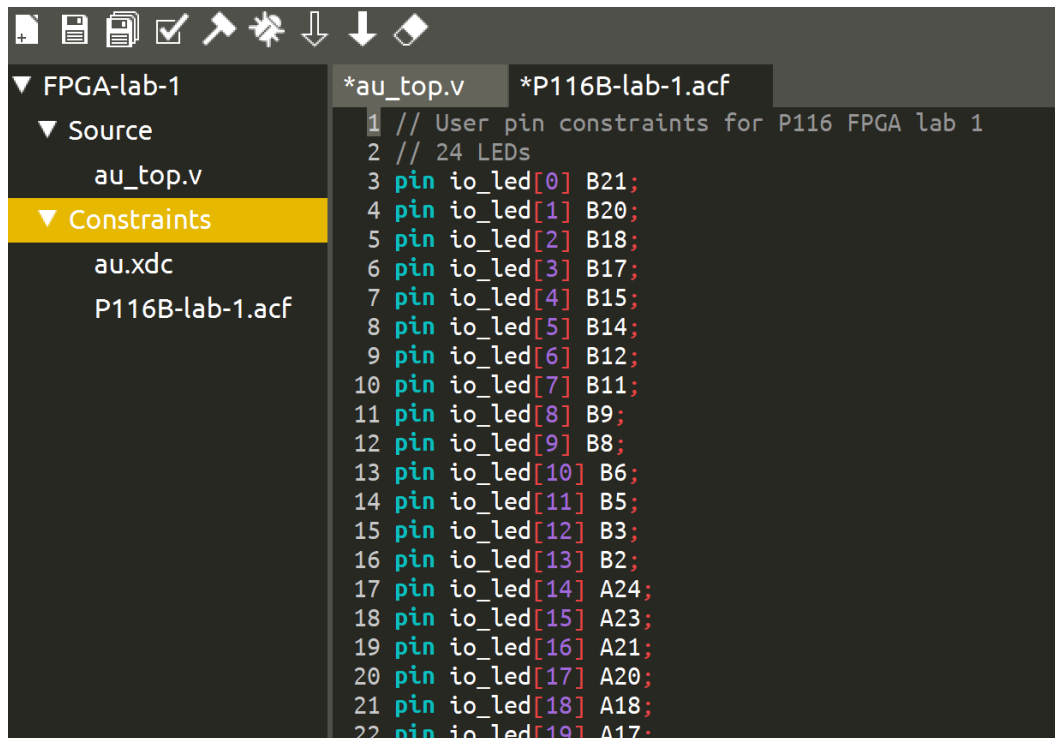 FPGA-lab-1
Source
au_top.v
Constraints
au.xdc
P116B-lab-1.acf
*au_top.v *P116B-lab-1.acf
1 // User pin constraints for P116 FPGA lab 1
2 // 24 LEDs
3 pin io_led[0] B21;
4 pin io_led[1] B20;
5 pin io_led[2] B18;
6 pin io_led[3] B17;
7 pin io_led[4] B15;
8 pin io_led[5] B14;
9 pin io_led[6] B12;
10 pin io_led[7] B11;
11 pin io_led[8] B9;
12 pin io_led[9] B8;
13 pin io_led[10] B6;
14 pin io_led[11] B5;
15 pin io_led[12] B3;
16 pin io_led[13] B2;
17 pin io_led[14] A24;
18 pin io_led[15] A23;
19 pin io_led[16] A21;
20 pin io_led[17] A20;
21 pin io_led[18] A18;
22 pin io_led[19] A17;